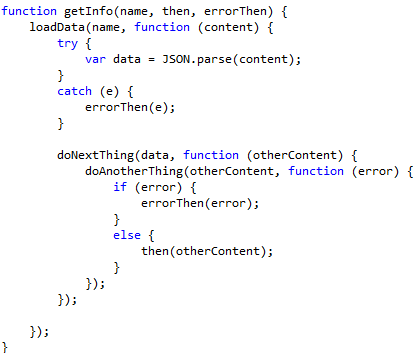 function getInfo(name, then, errorThen) {
    loadData(name, function (content) {
        try {
            var data = JSON.parse(content);
        }
        catch (e) {
            errorThen(e);
        }

        doNextThing(data, function (otherContent) {
            doAnotherThing(otherContent, function (error) {
                if (error) {
                    errorThen(error);
                }
                else {
                    then(otherContent);
                }
            });
        });

    });
}